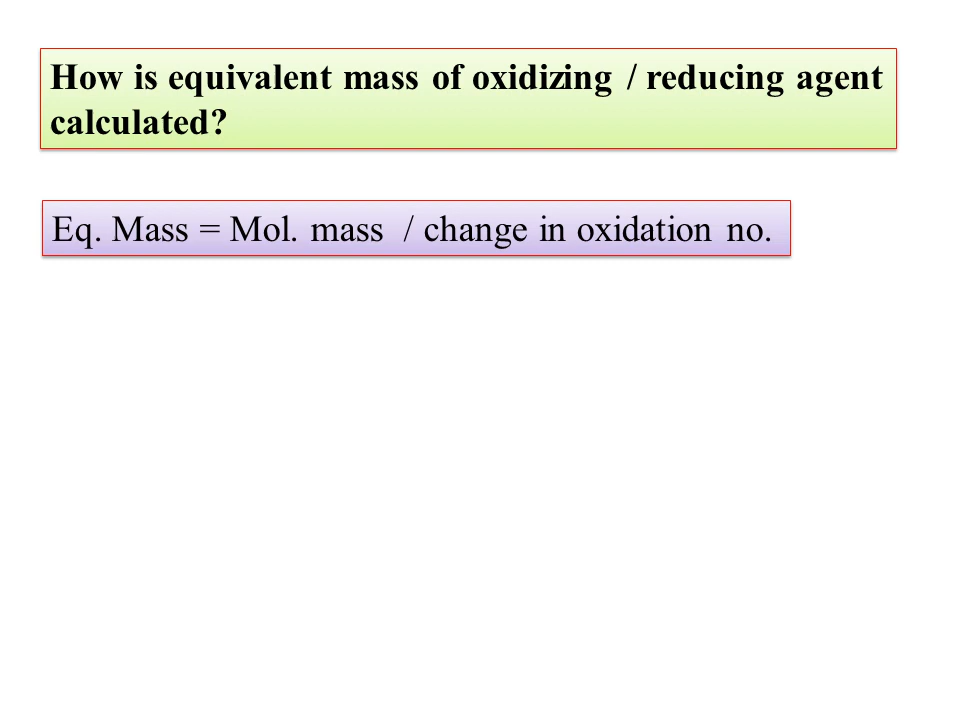 How is equivalent mass of oxidizing / reducing agent
calculated?
Eq. Mass = Mol. mass / change in oxidation no.